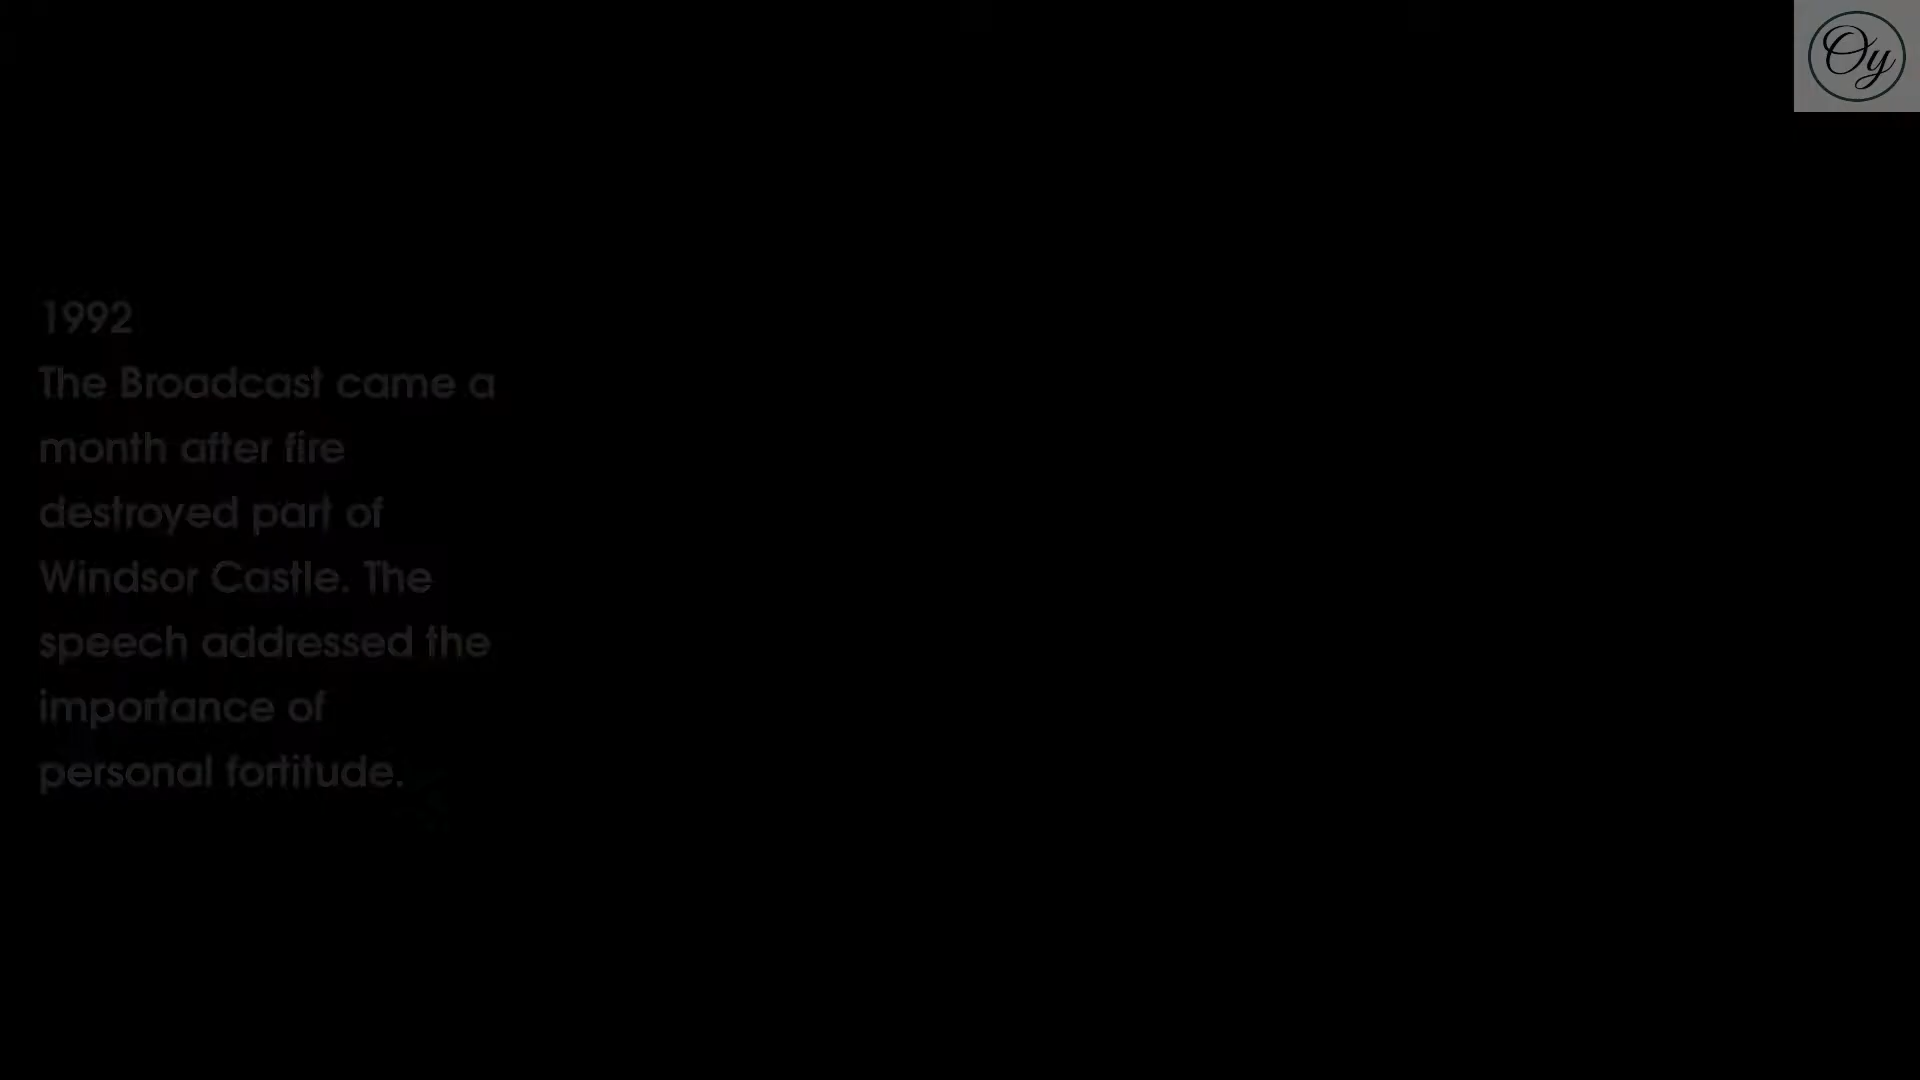 Oy
1992
The Broadcast came a
month after fire
destroyed part of
Windsor Castle. The
speech addressed the
importance of
personal fortitude.